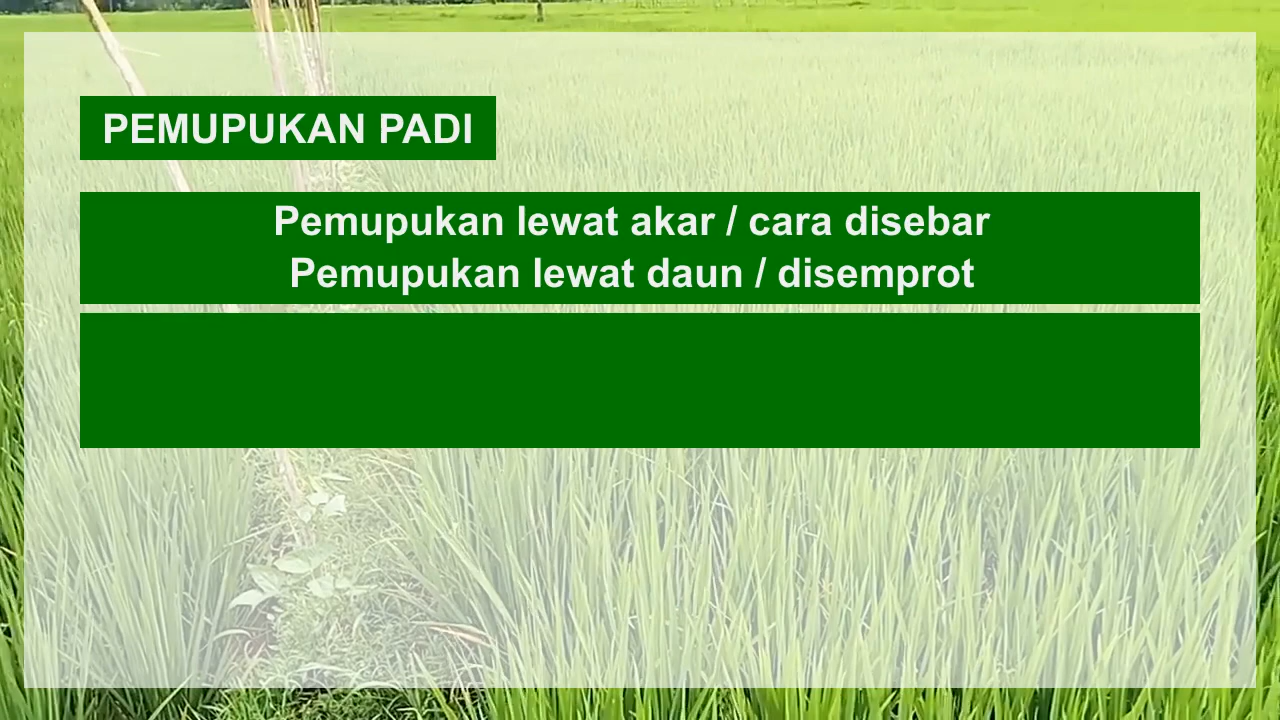 PEMUPUKAN PADI
Pemupukan lewat akar / cara disebar
Pemupukan lewat daun / disemprot